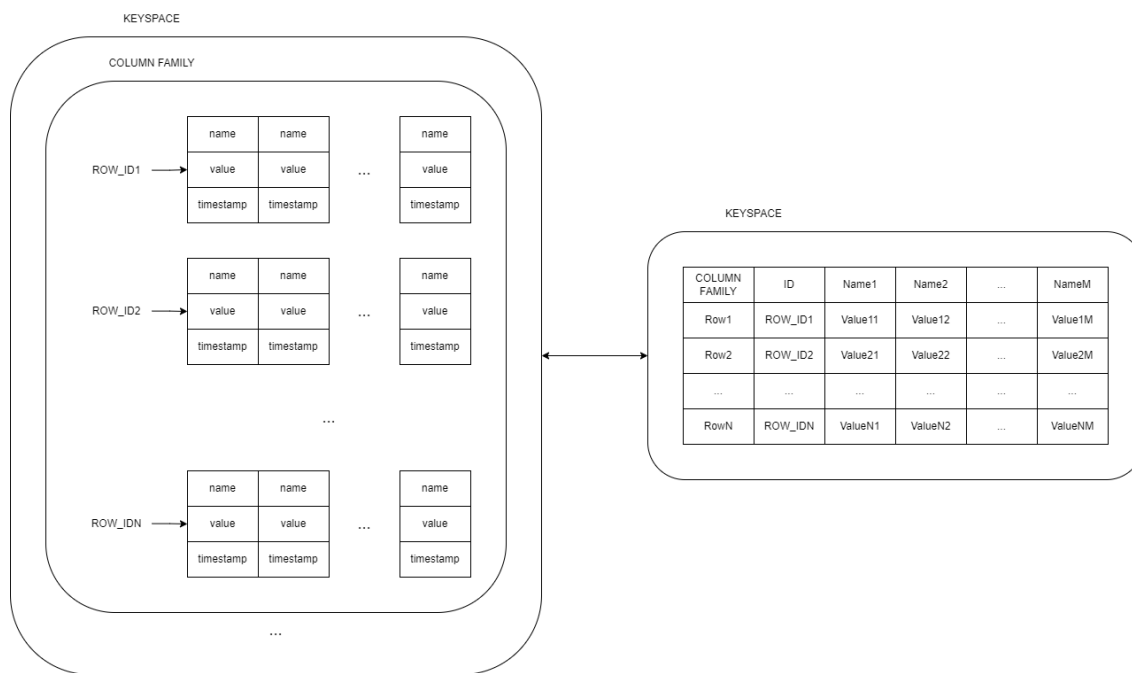 KEYSPACE
COLUMN FAMILY
name name name
ROW_ID1 value value ... value
timestamp timestamp timestamp
name name name
ROW_ID2 value value ... value
timestamp timestamp timestamp
...
name name name
ROW_IDN value value ... value
timestamp timestamp timestamp
...
KEYSPACE
COLUMN
FAMILY ID Name1 Name2 ... NameM
Row1 ROW_ID1 Value11 Value12 ... Value1M
Row2 ROW_ID2 Value21 Value22 ... Value2M
... ... ... ... ... ...
RowN ROW_IDN ValueN1 ValueN2 ... ValueNM